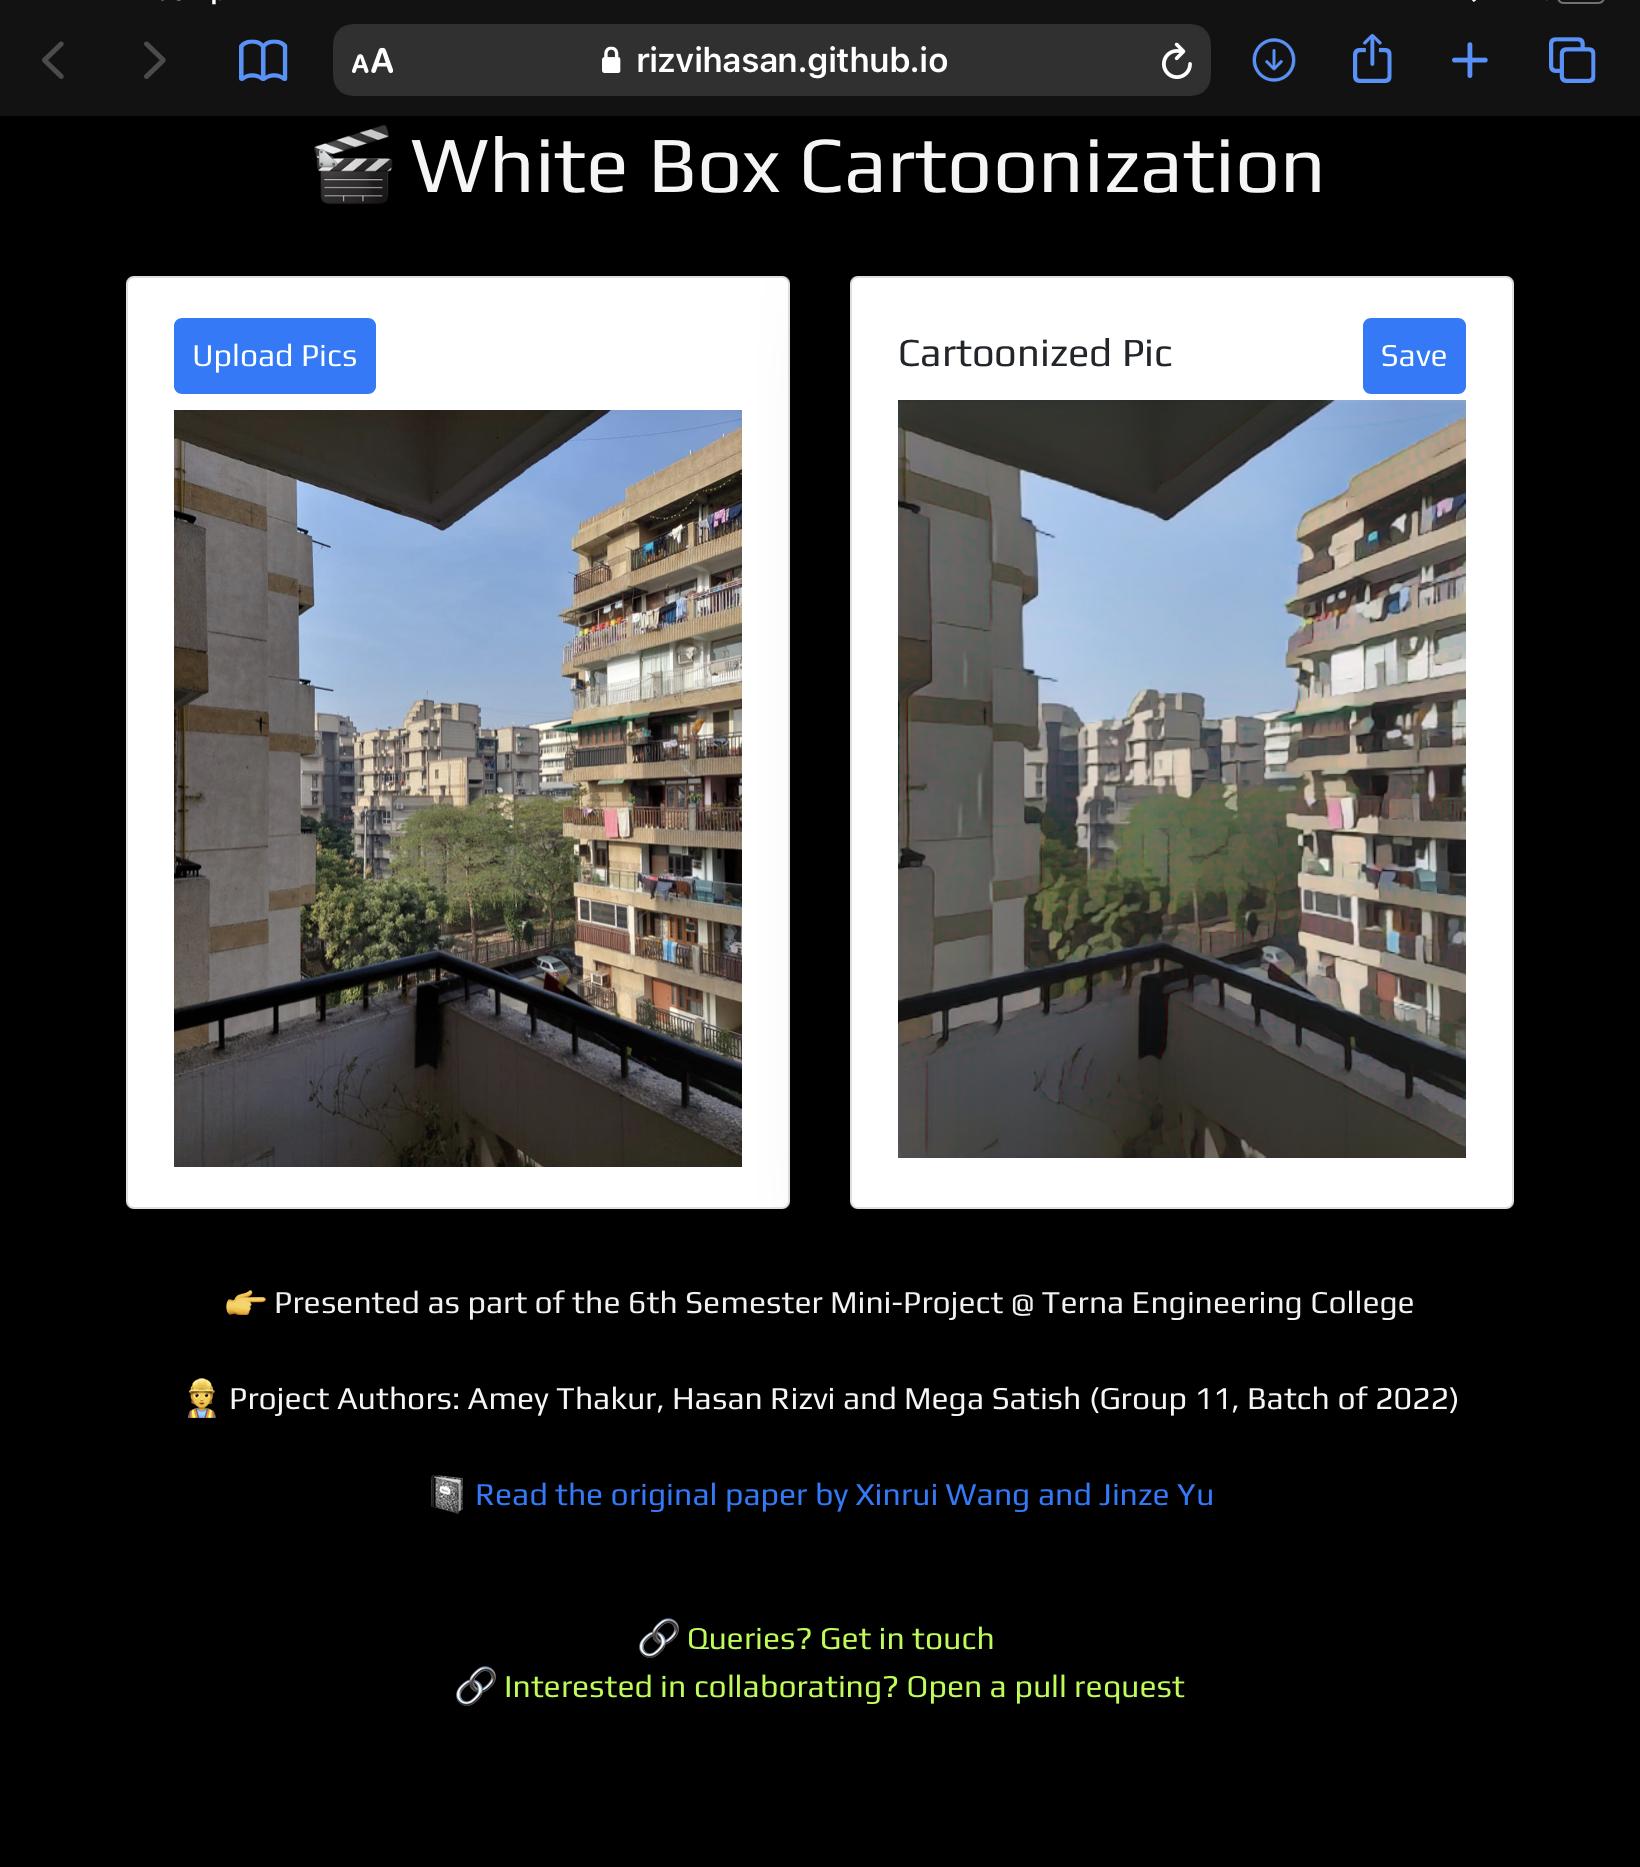 AA rizvihasan.github.io
🎬 White Box Cartoonization
Upload Pics
Cartoonized Pic
Save
👉 Presented as part of the 6th Semester Mini-Project @ Terna Engineering College
👷 Project Authors: Amey Thakur, Hasan Rizvi and Mega Satish (Group 11, Batch of 2022)
📓 Read the original paper by Xinrui Wang and Jinze Yu
🔗 Queries? Get in touch
🔗 Interested in collaborating? Open a pull request